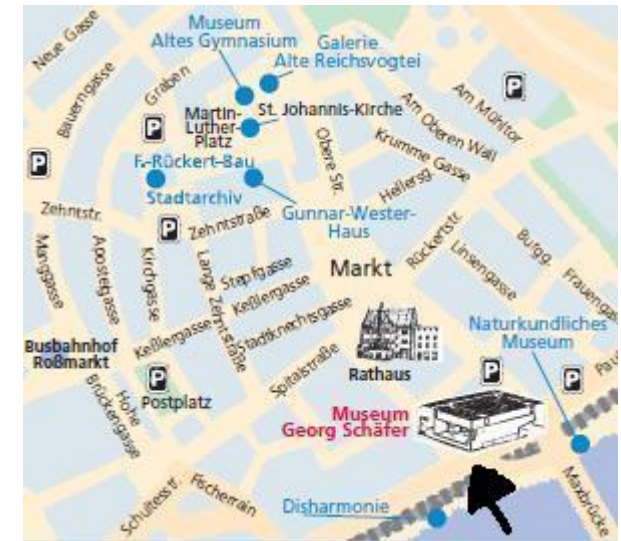 Museum
Altes Gymnasium
Galerie
Alte Reichsvogtei
Neue Gasse
Bauerngasse
Graben
P
Martin-
Luther-
Platz
St. Johannis-Kirche
Am Oberen Wall
Am Mühltor
P
P
P
F.-Rückert-Bau
Stadtarchiv
Obere Str.
Krumme Gasse
Hellersg.
Gunnar-Wester-
Haus
Zehntstr.
P
Zehntstraße
Manggasse
Apostelgasse
Kirchgasse
Lange Zehntstraße
Stepfgasse
Keßlergasse
Keßlergasse
Stadtknechtsgasse
Spitalstraße
Markt
Rückertstr.
Linsengasse
Burgg.
Frauengas
Naturkundliches
Museum
Busbahnhof
Roßmarkt
Rathaus
P
P
P
Pau
Postplatz
Hohe
Brückengasse
Museum
Georg Schäfer
Schultesstr.
Fischerrain
Disharmonie
Maxbrücke